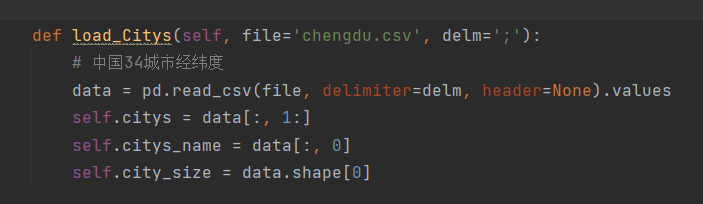 def load_Citys(self, file='chengdu.csv', delm=';'):
# 中国34城市经纬度
data = pd.read_csv(file, delimiter=delm, header=None).values
self.citys = data[:, 1:]
self.citys_name = data[:, 0]
self.city_size = data.shape[0]